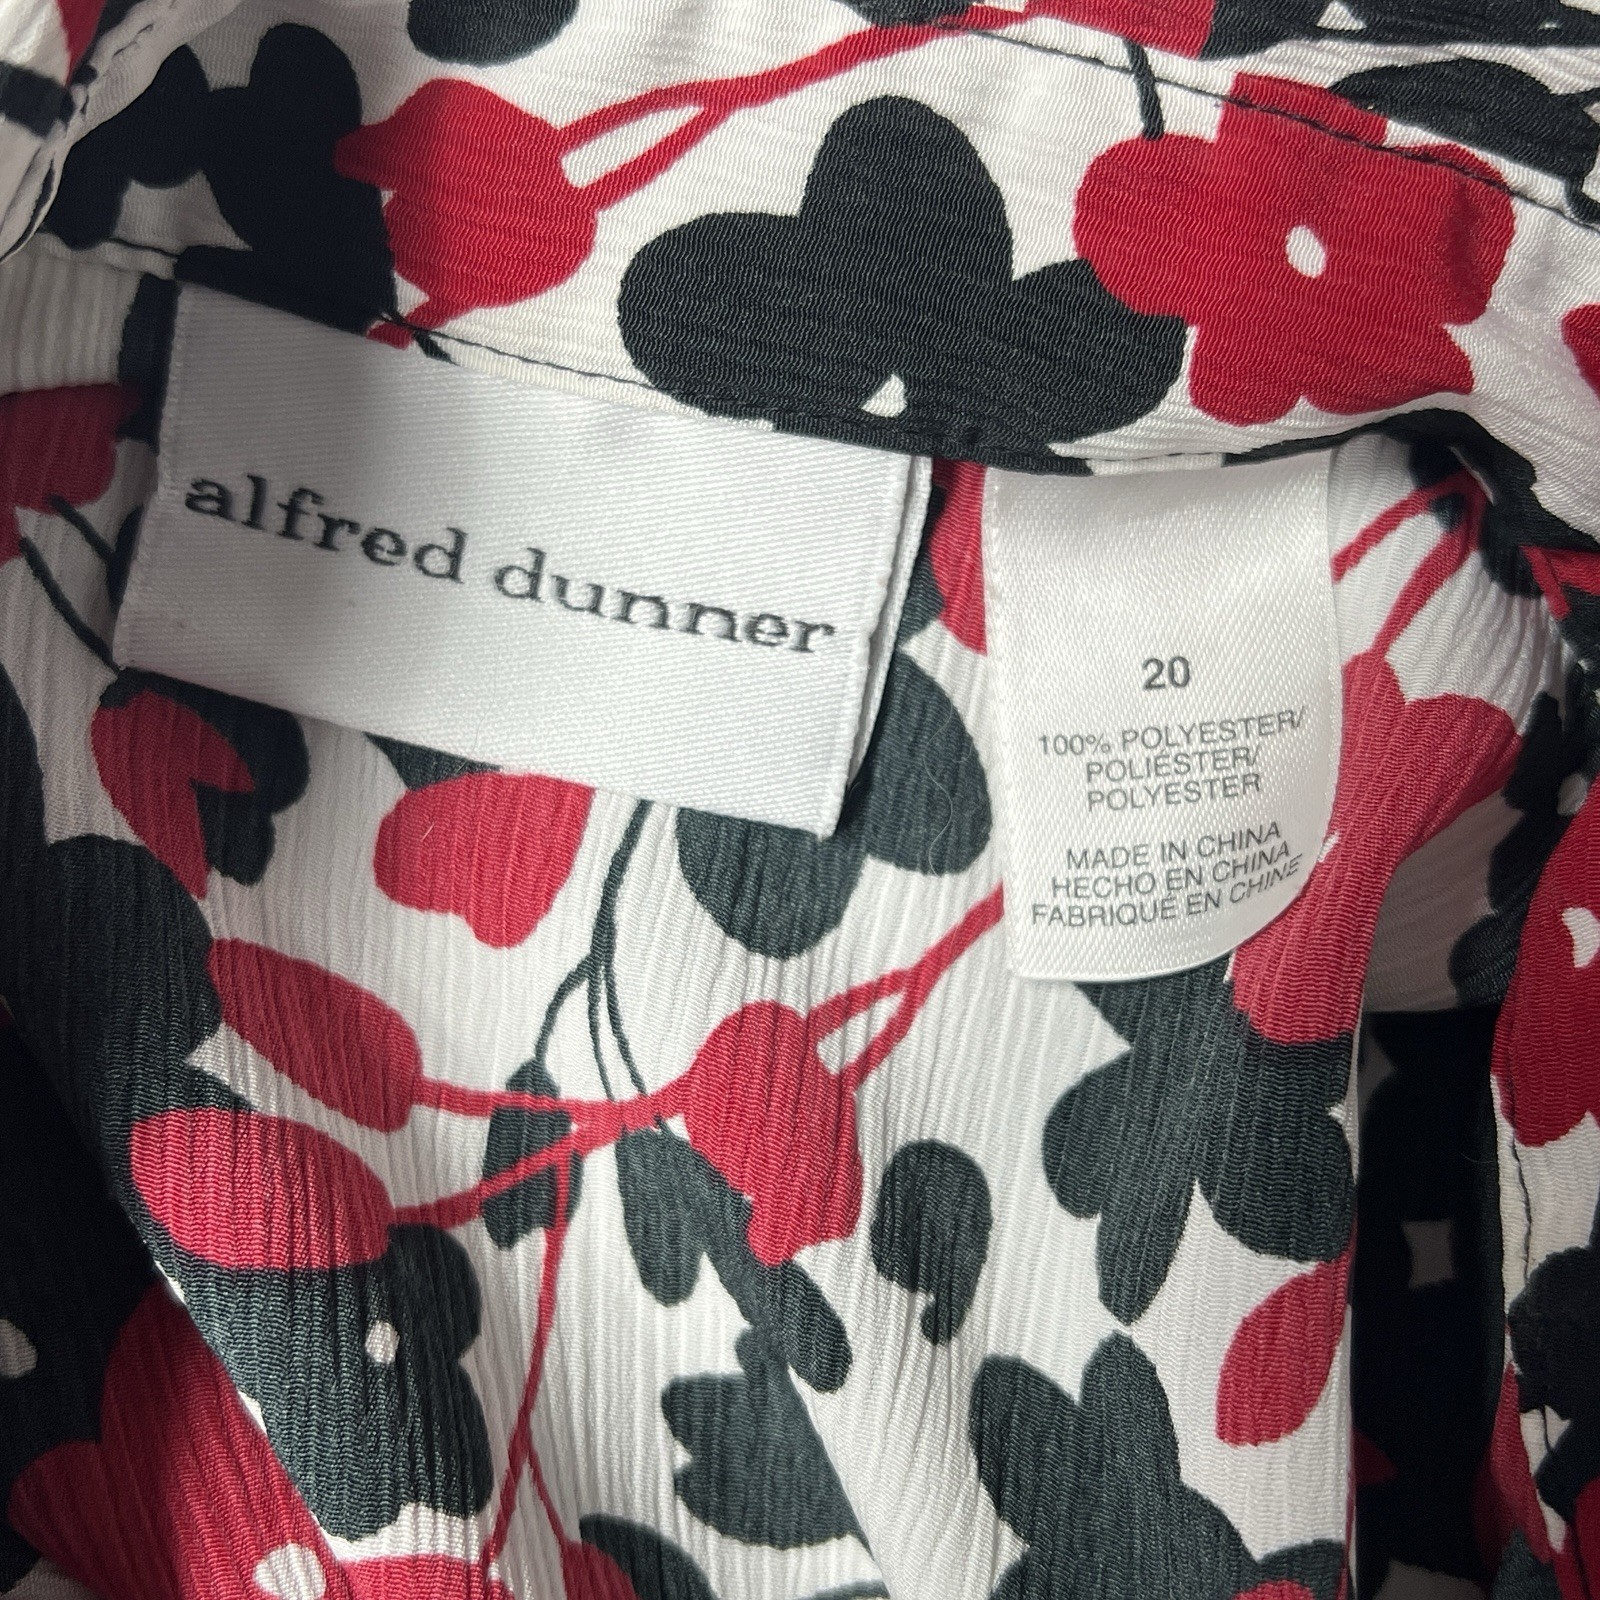 alfred dunner
20
100% POLYESTER/
POLIÉSTER/
POLYESTER
MADE IN CHINA
HECHO EN CHINA
FABRIQUÉ EN CHINE